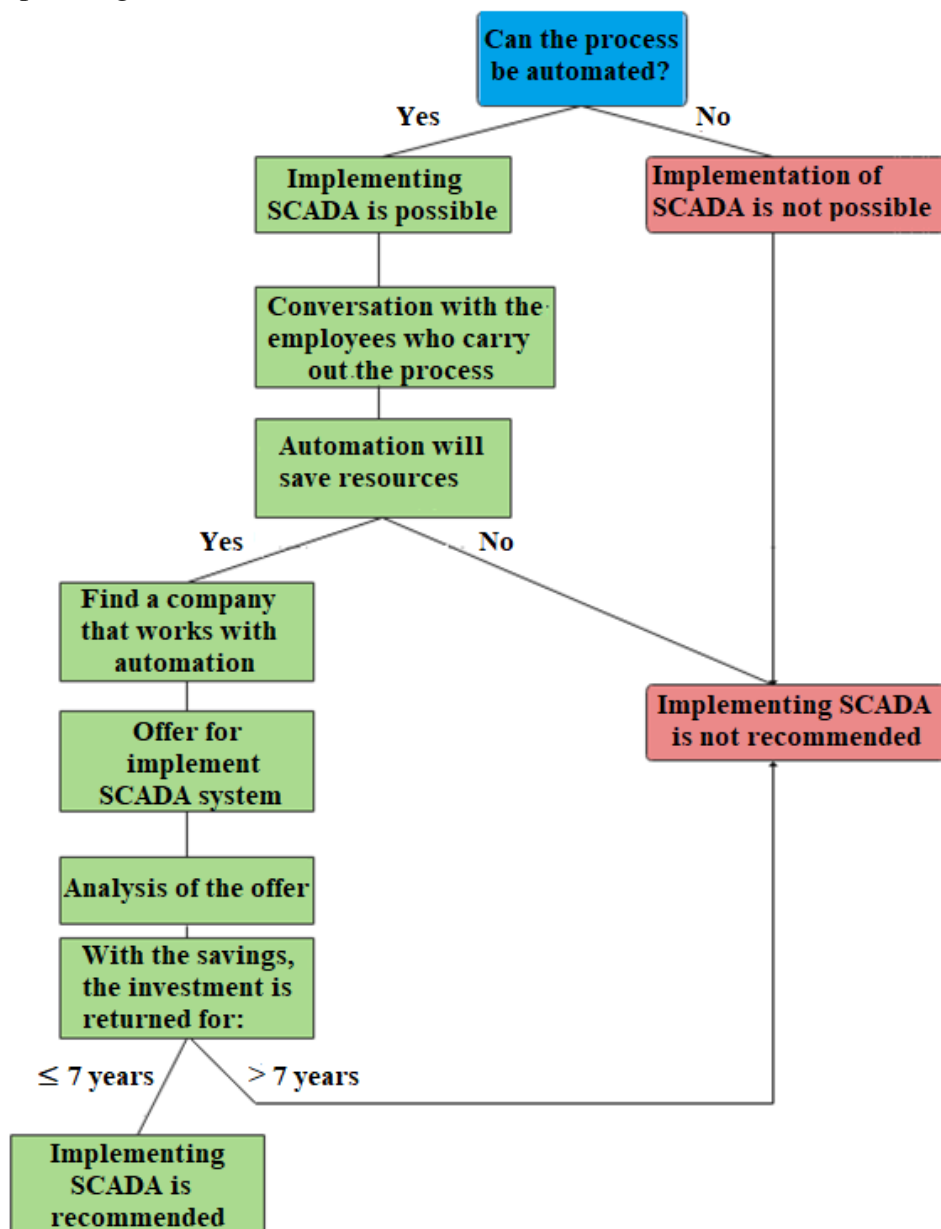 Can the process
be automated?
Yes
No
Implementing
SCADA is possible
Implementation of
SCADA is not possible
Conversation with the
employees who carry
out the process
Automation will
save resources
Yes
No
Find a company
that works with
automation
Implementing SCADA
is not recommended
Offer for
implement
SCADA system
Analysis of the offer
With the savings,
the investment is
returned for:
≤ 7 years
> 7 years
Implementing
SCADA is
recommended